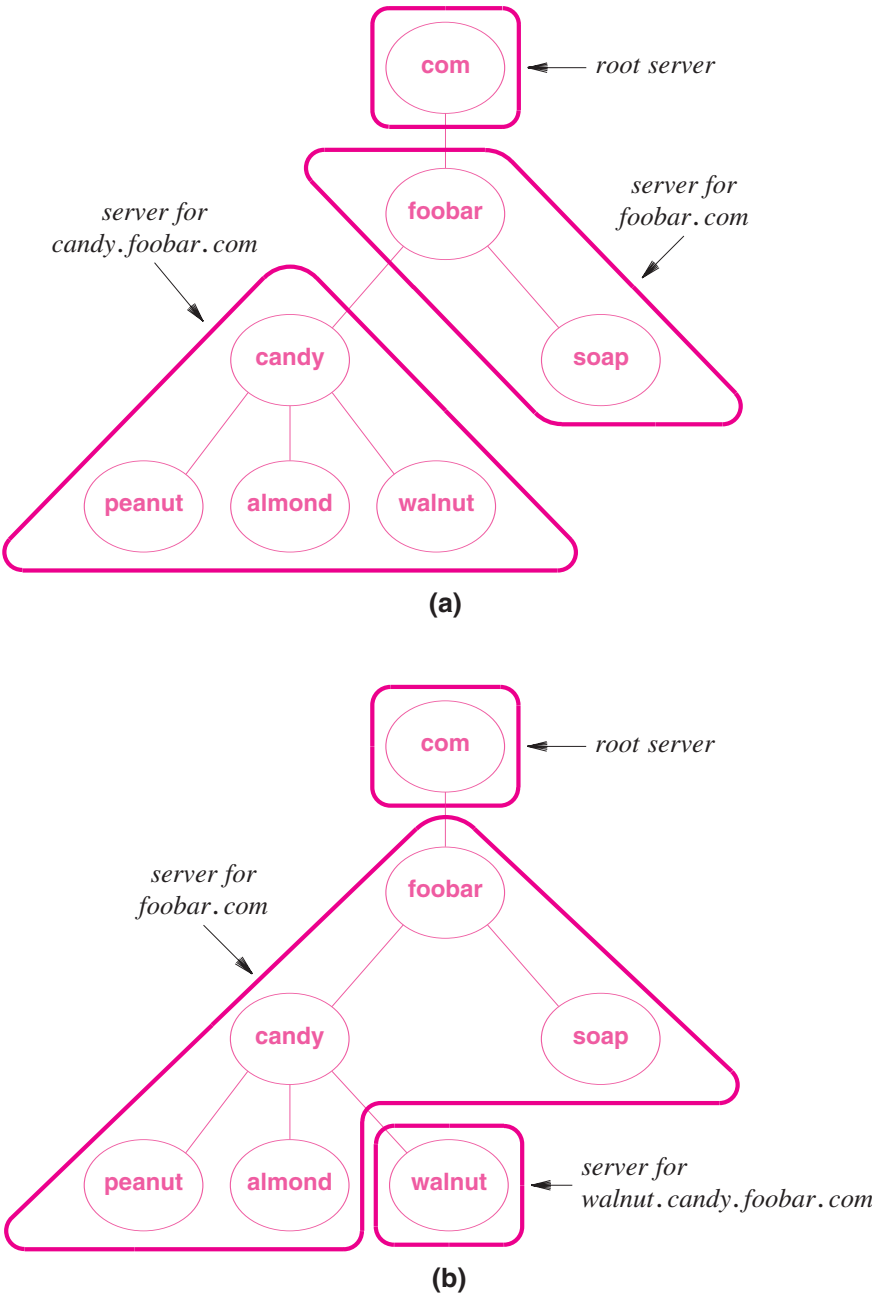 com
root server
foobar
server for
foobar.com
server for
candy.foobar.com
candy
soap
peanut
almond
walnut
(a)
com
root server
server for
foobar.com
foobar
candy
soap
peanut
almond
walnut
server for
walnut.candy.foobar.com
(b)